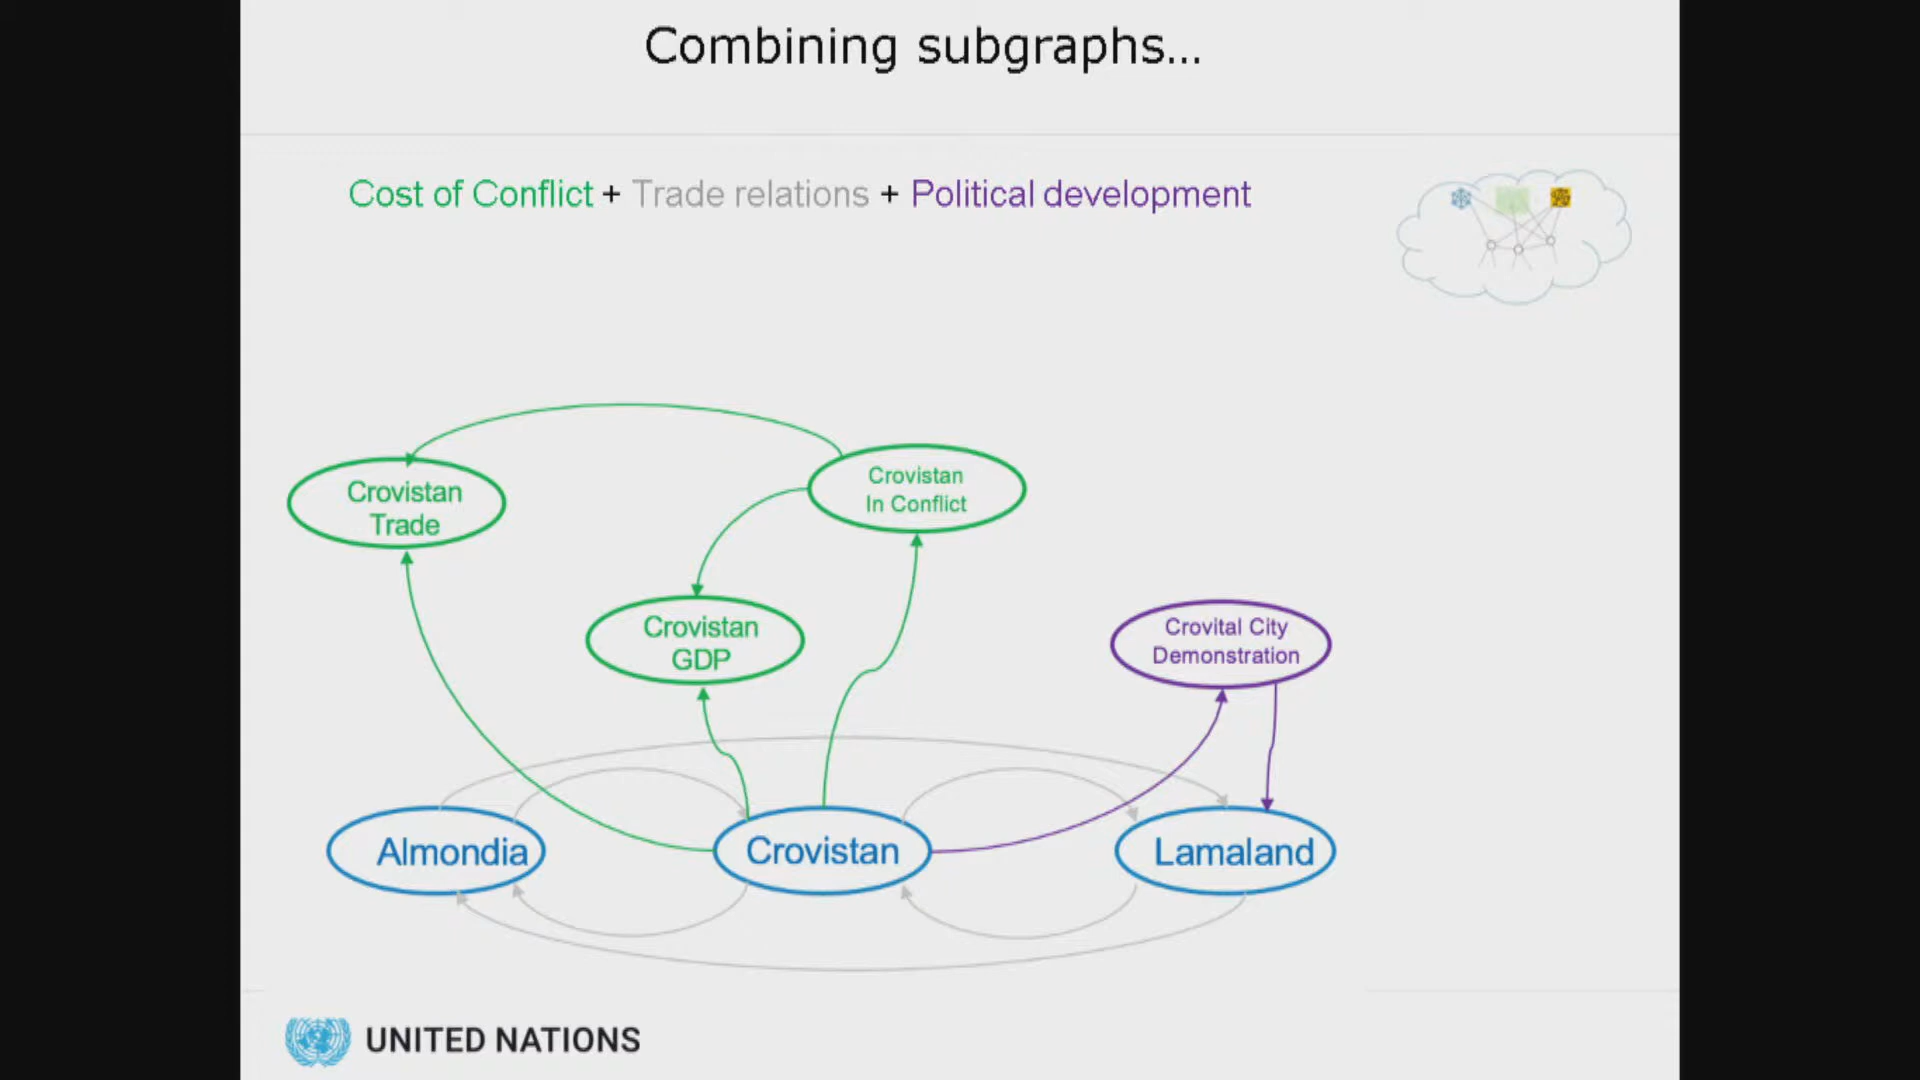 Combining subgraphs...
Cost of Conflict + Trade relations + Political development
Crovistan
Trade
Crovistan
In Conflict
Crovistan
GDP
Crovital City
Demonstration
Almondia
Crovistan
Lamaland
UNITED NATIONS